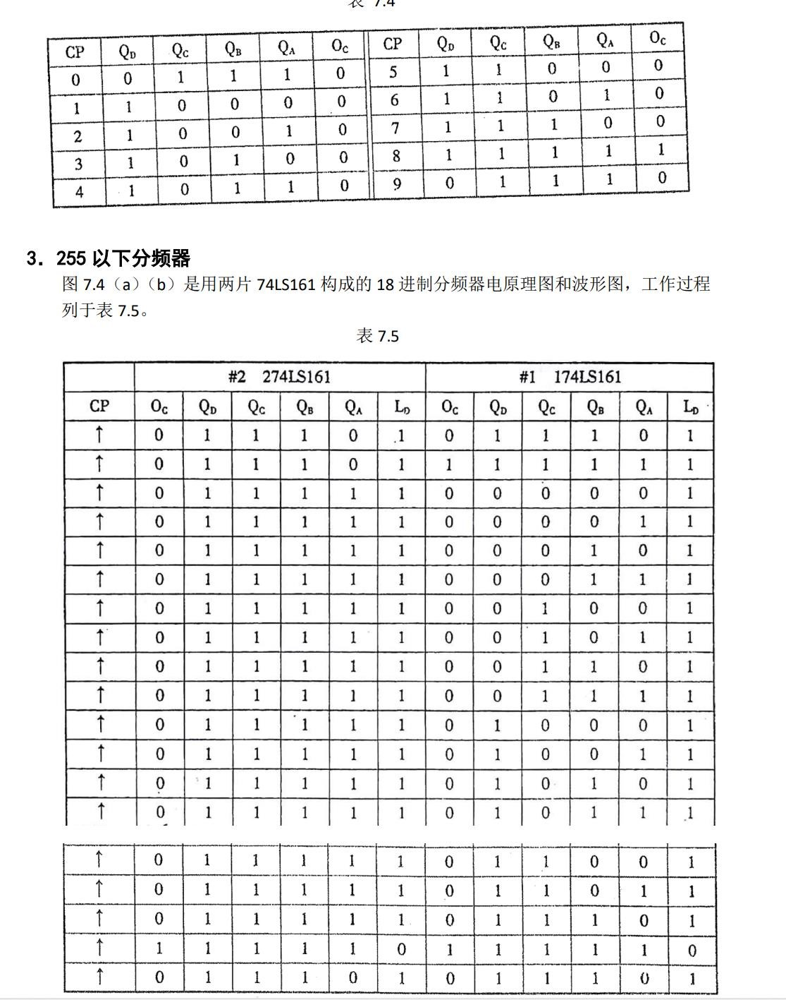 表 7.4
CP Q_D Q_C Q_B Q_A O_C CP Q_D Q_C Q_B Q_A O_C
0 0 1 1 1 0 5 1 1 0 0 0
1 1 0 0 0 0 6 1 1 0 1 0
2 1 0 0 1 0 7 1 1 1 0 0
3 1 0 1 0 0 8 1 1 1 1 1
4 1 0 1 1 0 9 0 1 1 1 0
3. 255 以下分频器
图 7.4（a）（b）是用两片 74LS161 构成的 18 进制分频器电原理图和波形图，工作过程
列于表 7.5。
表 7.5
#2 274LS161 #1 174LS161
CP O_C Q_D Q_C Q_B Q_A L_D O_C Q_D Q_C Q_B Q_A L_D
↑ 0 1 1 1 0 1 0 1 1 1 0 1
↑ 0 1 1 1 0 1 1 1 1 1 1 1
↑ 0 1 1 1 1 1 0 0 0 0 0 1
↑ 0 1 1 1 1 1 0 0 0 0 1 1
↑ 0 1 1 1 1 1 0 0 0 1 0 1
↑ 0 1 1 1 1 1 0 0 0 1 1 1
↑ 0 1 1 1 1 1 0 0 1 0 0 1
↑ 0 1 1 1 1 1 0 0 1 0 1 1
↑ 0 1 1 1 1 1 0 0 1 1 0 1
↑ 0 1 1 1 1 1 0 0 1 1 1 1
↑ 0 1 1 1 1 1 0 1 0 0 0 1
↑ 0 1 1 1 1 1 0 1 0 0 1 1
↑ 0 1 1 1 1 1 0 1 0 1 0 1
↑ 0 1 1 1 1 1 0 1 0 1 1 1
↑ 0 1 1 1 1 1 0 1 1 0 0 1
↑ 0 1 1 1 1 1 0 1 1 0 1 1
↑ 0 1 1 1 1 1 0 1 1 1 0 1
↑ 1 1 1 1 1 0 1 1 1 1 1 0
↑ 0 1 1 1 0 1 0 1 1 1 0 1